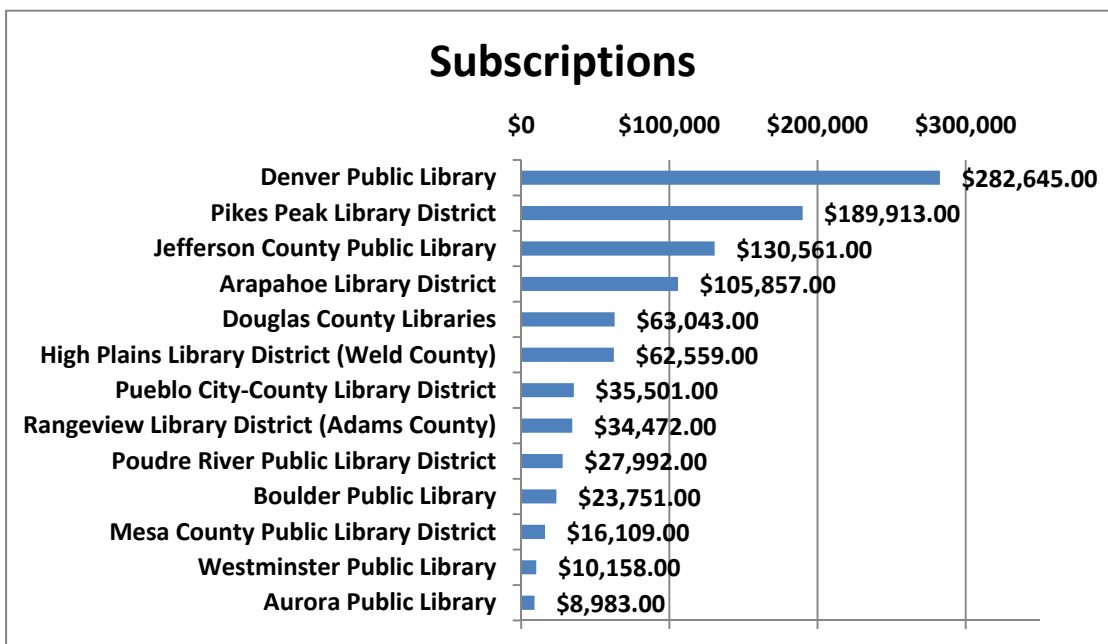 Subscriptions
$0 $100,000 $200,000 $300,000
Denver Public Library $282,645.00
Pikes Peak Library District $189,913.00
Jefferson County Public Library $130,561.00
Arapahoe Library District $105,857.00
Douglas County Libraries $63,043.00
High Plains Library District (Weld County) $62,559.00
Pueblo City-County Library District $35,501.00
Rangeview Library District (Adams County) $34,472.00
Poudre River Public Library District $27,992.00
Boulder Public Library $23,751.00
Mesa County Public Library District $16,109.00
Westminster Public Library $10,158.00
Aurora Public Library $8,983.00